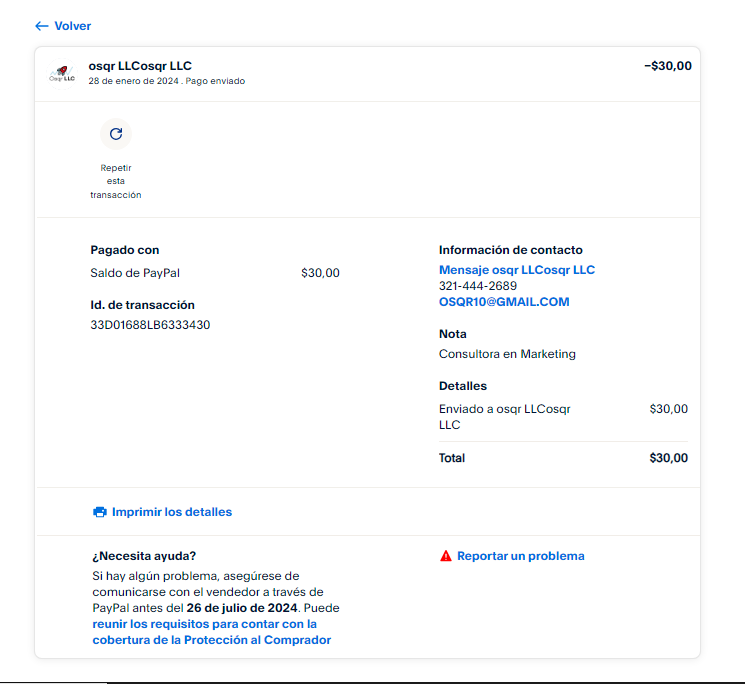 Volver
osqr LLCosqr LLC
−$30,00
Osqr LLC
28 de enero de 2024 . Pago enviado
Repetir
esta
transacción
Pagado con
Saldo de PayPal $30,00
Id. de transacción
33D01688LB6333430
Información de contacto
Mensaje osqr LLCosqr LLC
321-444-2689
OSQR10@GMAIL.COM
Nota
Consultora en Marketing
Detalles
Enviado a osqr LLCosqr $30,00
LLC
Total $30,00
Imprimir los detalles
¿Necesita ayuda?
Si hay algún problema, asegúrese de
comunicarse con el vendedor a través de
PayPal antes del 26 de julio de 2024. Puede
reunir los requisitos para contar con la
cobertura de la Protección al Comprador
Reportar un problema